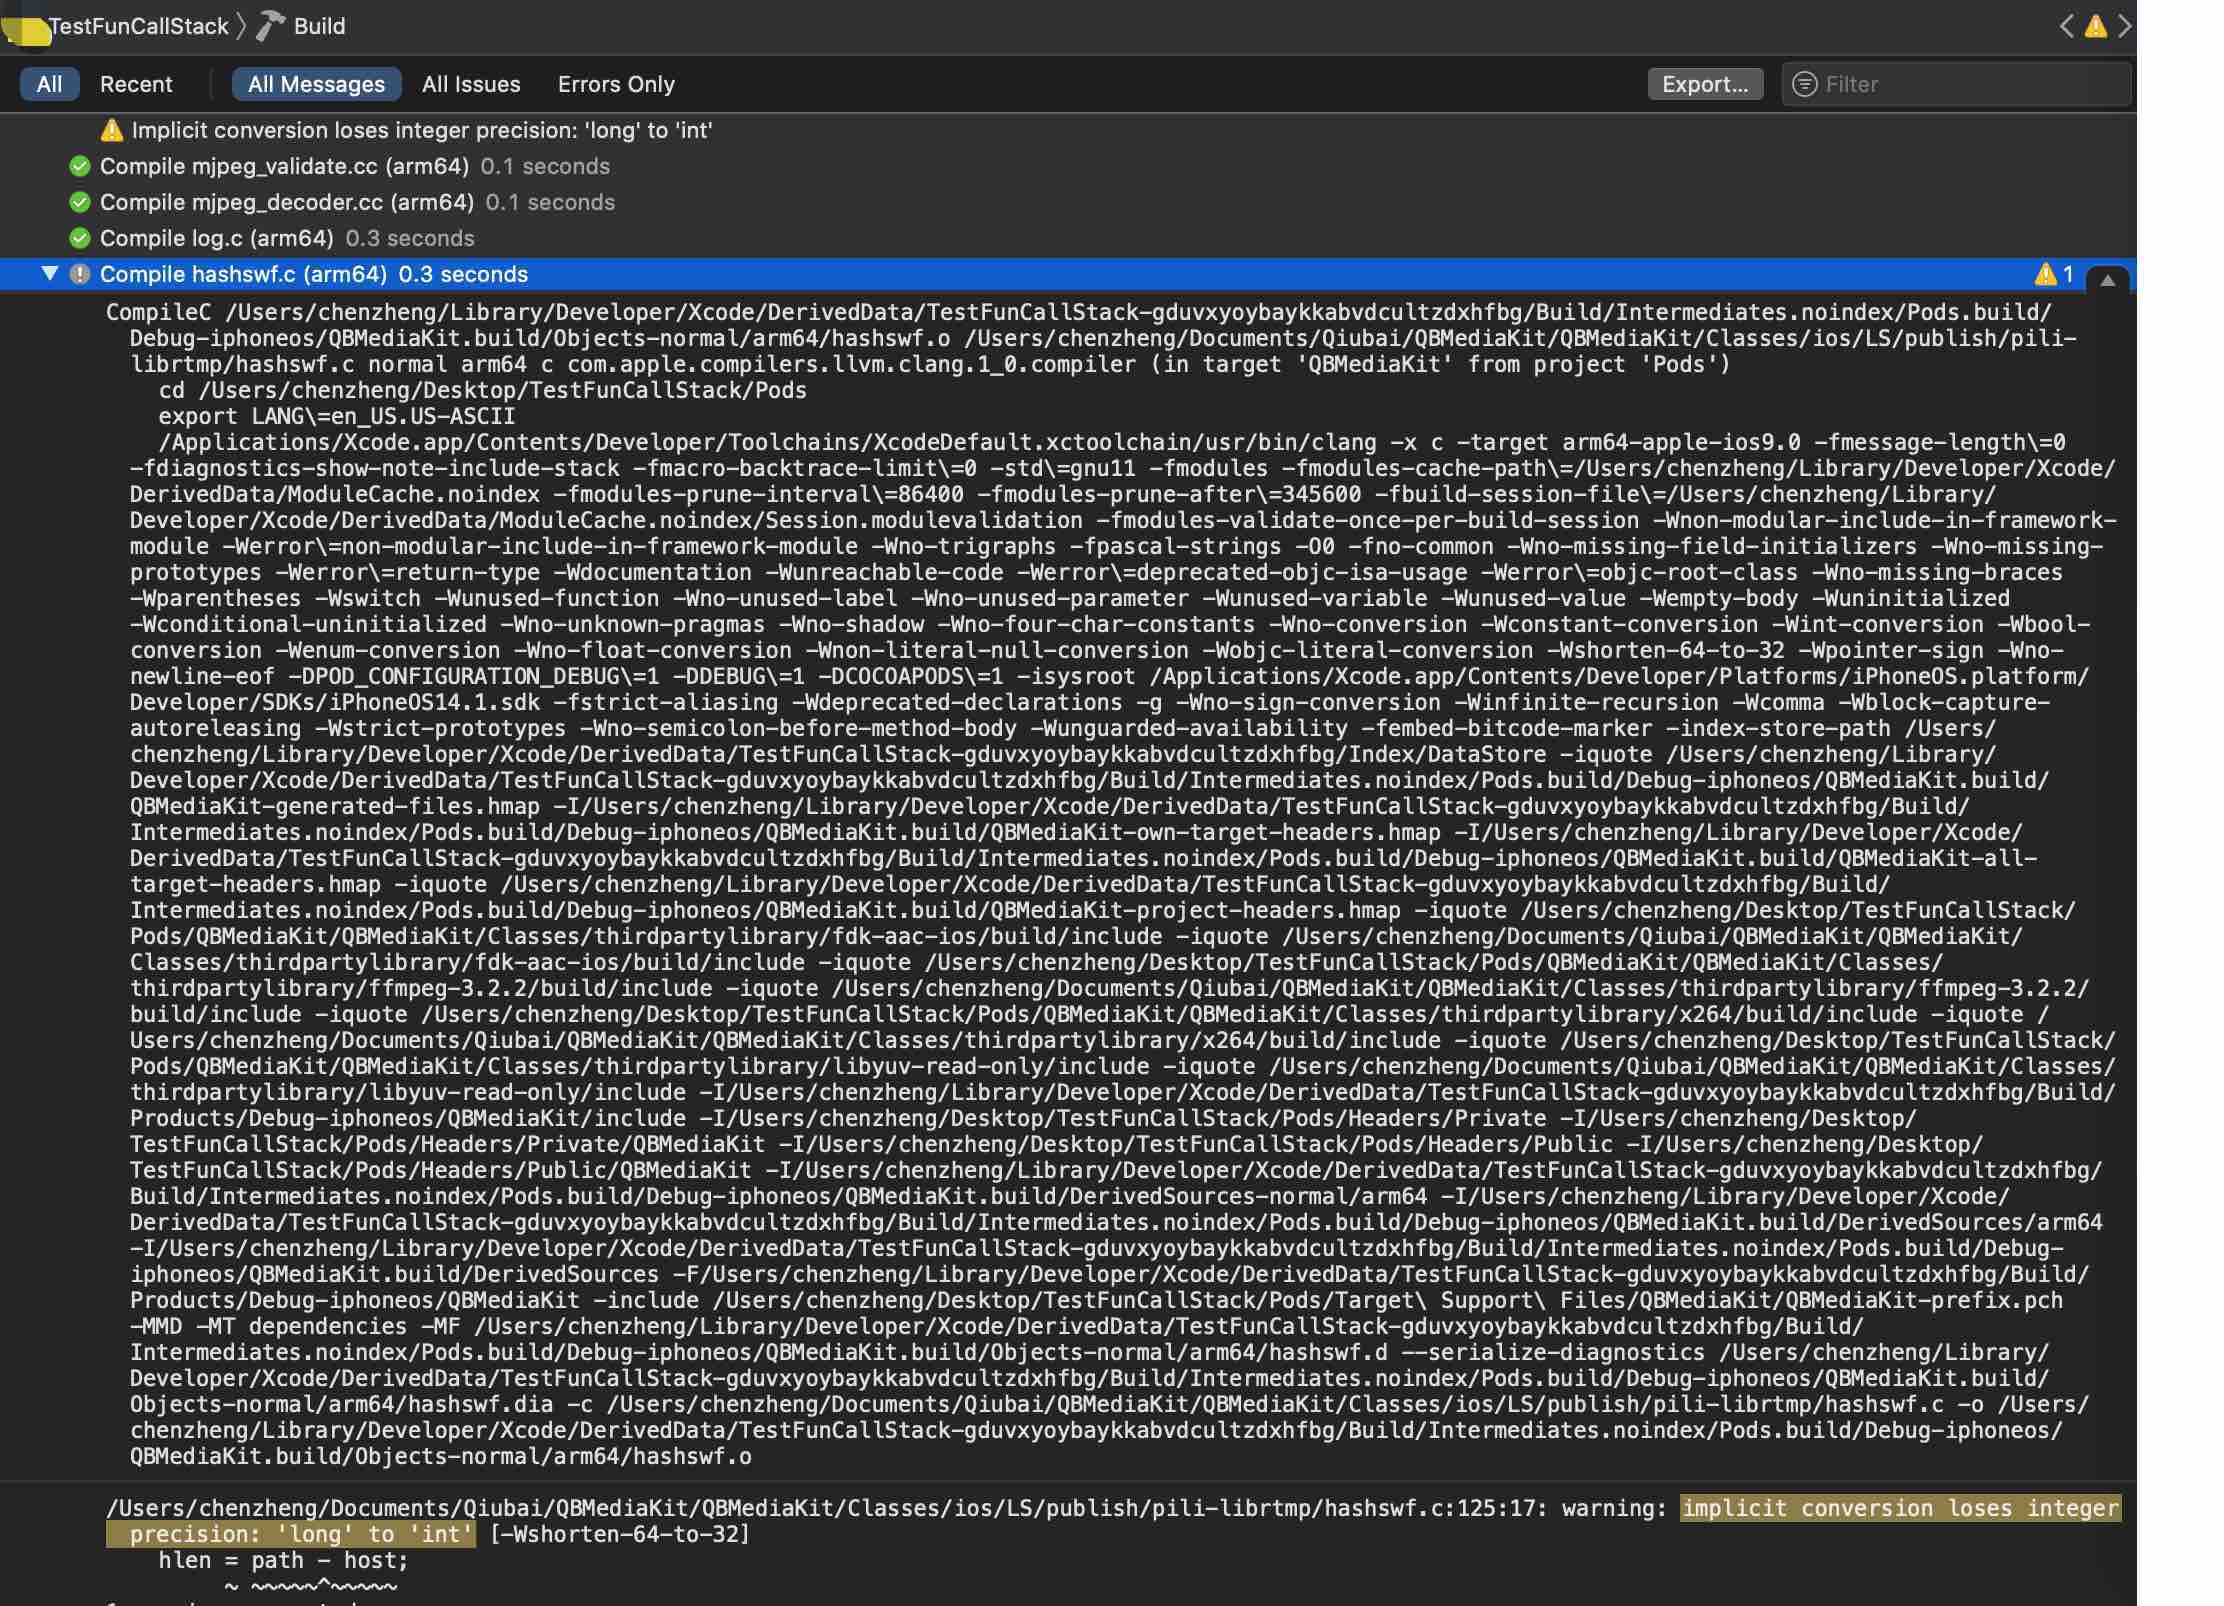 TestFunCallStack Build
All Recent All Messages All Issues Errors Only Export... Filter
Implicit conversion loses integer precision: 'long' to 'int'
Compile mjpeg_validate.cc (arm64) 0.1 seconds
Compile mjpeg_decoder.cc (arm64) 0.1 seconds
Compile log.c (arm64) 0.3 seconds
Compile hashswf.c (arm64) 0.3 seconds 1
CompileC /Users/chenzheng/Library/Developer/Xcode/DerivedData/TestFunCallStack-gduvxyoybaykkabvdcultzdxhfbg/Build/Intermediates.noindex/Pods.build/
Debug-iphoneos/QBMediaKit.build/Objects-normal/arm64/hashswf.o /Users/chenzheng/Documents/Qiubai/QBMediaKit/QBMediaKit/Classes/ios/LS/publish/pili-
librtmp/hashswf.c normal arm64 c com.apple.compilers.llvm.clang.1_0.compiler (in target 'QBMediaKit' from project 'Pods')
cd /Users/chenzheng/Desktop/TestFunCallStack/Pods
export LANG\=en_US.US-ASCII
/Applications/Xcode.app/Contents/Developer/Toolchains/XcodeDefault.xctoolchain/usr/bin/clang -x c -target arm64-apple-ios9.0 -fmessage-length\=0
-fdiagnostics-show-note-include-stack -fmacro-backtrace-limit\=0 -std\=gnu11 -fmodules -fmodules-cache-path\=/Users/chenzheng/Library/Developer/Xcode/
DerivedData/ModuleCache.noindex -fmodules-prune-interval\=86400 -fmodules-prune-after\=345600 -fbuild-session-file\=/Users/chenzheng/Library/
Developer/Xcode/DerivedData/ModuleCache.noindex/Session.modulevalidation -fmodules-validate-once-per-build-session -Wnon-modular-include-in-framework-
module -Werror\=non-modular-include-in-framework-module -Wno-trigraphs -fpascal-strings -O0 -fno-common -Wno-missing-field-initializers -Wno-missing-
prototypes -Werror\=return-type -Wdocumentation -Wunreachable-code -Werror\=deprecated-objc-isa-usage -Werror\=objc-root-class -Wno-missing-braces
-Wparentheses -Wswitch -Wunused-function -Wno-unused-label -Wno-unused-parameter -Wunused-variable -Wunused-value -Wempty-body -Wuninitialized
-Wconditional-uninitialized -Wno-unknown-pragmas -Wno-shadow -Wno-four-char-constants -Wno-conversion -Wconstant-conversion -Wint-conversion -Wbool-
conversion -Wenum-conversion -Wno-float-conversion -Wnon-literal-null-conversion -Wobjc-literal-conversion -Wshorten-64-to-32 -Wpointer-sign -Wno-
newline-eof -DPOD_CONFIGURATION_DEBUG\=1 -DDEBUG\=1 -DCOCOAPODS\=1 -isysroot /Applications/Xcode.app/Contents/Developer/Platforms/iPhoneOS.platform/
Developer/SDKs/iPhoneOS14.1.sdk -fstrict-aliasing -Wdeprecated-declarations -g -Wno-sign-conversion -Winfinite-recursion -Wcomma -Wblock-capture-
autoreleasing -Wstrict-prototypes -Wno-semicolon-before-method-body -Wunguarded-availability -fembed-bitcode-marker -index-store-path /Users/
chenzheng/Library/Developer/Xcode/DerivedData/TestFunCallStack-gduvxyoybaykkabvdcultzdxhfbg/Index/DataStore -iquote /Users/chenzheng/Library/
Developer/Xcode/DerivedData/TestFunCallStack-gduvxyoybaykkabvdcultzdxhfbg/Build/Intermediates.noindex/Pods.build/Debug-iphoneos/QBMediaKit.build/
QBMediaKit-generated-files.hmap -I/Users/chenzheng/Library/Developer/Xcode/DerivedData/TestFunCallStack-gduvxyoybaykkabvdcultzdxhfbg/Build/
Intermediates.noindex/Pods.build/Debug-iphoneos/QBMediaKit.build/QBMediaKit-own-target-headers.hmap -I/Users/chenzheng/Library/Developer/Xcode/
DerivedData/TestFunCallStack-gduvxyoybaykkabvdcultzdxhfbg/Build/Intermediates.noindex/Pods.build/Debug-iphoneos/QBMediaKit.build/QBMediaKit-all-
target-headers.hmap -iquote /Users/chenzheng/Library/Developer/Xcode/DerivedData/TestFunCallStack-gduvxyoybaykkabvdcultzdxhfbg/Build/
Intermediates.noindex/Pods.build/Debug-iphoneos/QBMediaKit.build/QBMediaKit-project-headers.hmap -iquote /Users/chenzheng/Desktop/TestFunCallStack/
Pods/QBMediaKit/QBMediaKit/Classes/thirdpartylibrary/fdk-aac-ios/build/include -iquote /Users/chenzheng/Documents/Qiubai/QBMediaKit/QBMediaKit/
Classes/thirdpartylibrary/fdk-aac-ios/build/include -iquote /Users/chenzheng/Desktop/TestFunCallStack/Pods/QBMediaKit/QBMediaKit/Classes/
thirdpartylibrary/ffmpeg-3.2.2/build/include -iquote /Users/chenzheng/Documents/Qiubai/QBMediaKit/QBMediaKit/Classes/thirdpartylibrary/ffmpeg-3.2.2/
build/include -iquote /Users/chenzheng/Desktop/TestFunCallStack/Pods/QBMediaKit/QBMediaKit/Classes/thirdpartylibrary/x264/build/include -iquote /
Users/chenzheng/Documents/Qiubai/QBMediaKit/QBMediaKit/Classes/thirdpartylibrary/x264/build/include -iquote /Users/chenzheng/Desktop/TestFunCallStack/
Pods/QBMediaKit/QBMediaKit/Classes/thirdpartylibrary/libyuv-read-only/include -iquote /Users/chenzheng/Documents/Qiubai/QBMediaKit/QBMediaKit/Classes/
thirdpartylibrary/libyuv-read-only/include -I/Users/chenzheng/Library/Developer/Xcode/DerivedData/TestFunCallStack-gduvxyoybaykkabvdcultzdxhfbg/Build/
Products/Debug-iphoneos/QBMediaKit/include -I/Users/chenzheng/Desktop/TestFunCallStack/Pods/Headers/Private -I/Users/chenzheng/Desktop/
TestFunCallStack/Pods/Headers/Private/QBMediaKit -I/Users/chenzheng/Desktop/TestFunCallStack/Pods/Headers/Public -I/Users/chenzheng/Desktop/
TestFunCallStack/Pods/Headers/Public/QBMediaKit -I/Users/chenzheng/Library/Developer/Xcode/DerivedData/TestFunCallStack-gduvxyoybaykkabvdcultzdxhfbg/
Build/Intermediates.noindex/Pods.build/Debug-iphoneos/QBMediaKit.build/DerivedSources-normal/arm64 -I/Users/chenzheng/Library/Developer/Xcode/
DerivedData/TestFunCallStack-gduvxyoybaykkabvdcultzdxhfbg/Build/Intermediates.noindex/Pods.build/Debug-iphoneos/QBMediaKit.build/DerivedSources/arm64
-I/Users/chenzheng/Library/Developer/Xcode/DerivedData/TestFunCallStack-gduvxyoybaykkabvdcultzdxhfbg/Build/Intermediates.noindex/Pods.build/Debug-
iphoneos/QBMediaKit.build/DerivedSources -F/Users/chenzheng/Library/Developer/Xcode/DerivedData/TestFunCallStack-gduvxyoybaykkabvdcultzdxhfbg/Build/
Products/Debug-iphoneos/QBMediaKit -include /Users/chenzheng/Desktop/TestFunCallStack/Pods/Target\ Support\ Files/QBMediaKit/QBMediaKit-prefix.pch
-MMD -MT dependencies -MF /Users/chenzheng/Library/Developer/Xcode/DerivedData/TestFunCallStack-gduvxyoybaykkabvdcultzdxhfbg/Build/
Intermediates.noindex/Pods.build/Debug-iphoneos/QBMediaKit.build/Objects-normal/arm64/hashswf.d --serialize-diagnostics /Users/chenzheng/Library/
Developer/Xcode/DerivedData/TestFunCallStack-gduvxyoybaykkabvdcultzdxhfbg/Build/Intermediates.noindex/Pods.build/Debug-iphoneos/QBMediaKit.build/
Objects-normal/arm64/hashswf.dia -c /Users/chenzheng/Documents/Qiubai/QBMediaKit/QBMediaKit/Classes/ios/LS/publish/pili-librtmp/hashswf.c -o /Users/
chenzheng/Library/Developer/Xcode/DerivedData/TestFunCallStack-gduvxyoybaykkabvdcultzdxhfbg/Build/Intermediates.noindex/Pods.build/Debug-iphoneos/
QBMediaKit.build/Objects-normal/arm64/hashswf.o
/Users/chenzheng/Documents/Qiubai/QBMediaKit/QBMediaKit/Classes/ios/LS/publish/pili-librtmp/hashswf.c:125:17: warning: implicit conversion loses integer
precision: 'long' to 'int' [-Wshorten-64-to-32]
hlen = path - host;
~ ~~~~~^~~~~~